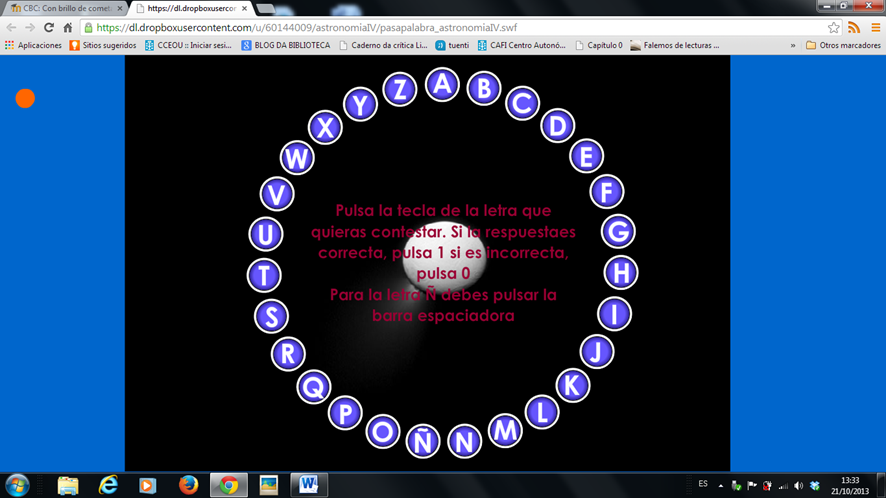 CBC: Con brillo de cometa
https://dl.dropboxusercont
https://dl.dropboxusercontent.com/u/60144009/astronomiaIV/pasapalabra_astronomiaIV.swf
Aplicaciones
Sitios sugeridos
CCEOU :: Iniciar sesi...
BLOG DA BIBLIOTECA
Caderno da crítica Li...
tuenti
CAFI Centro Autonó...
Capítulo 0
Falemos de lecturas ...
»
Otros marcadores
A
B
C
D
E
F
G
H
I
J
K
L
M
N
Ñ
O
P
Q
R
S
T
U
V
W
X
Y
Z
Pulsa la tecla de la letra que
quieras contestar. Si la respuestaes
correcta, pulsa 1 si es incorrecta,
pulsa 0
Para la letra Ñ debes pulsar la
barra espaciadora
ES
13:33
21/10/2013